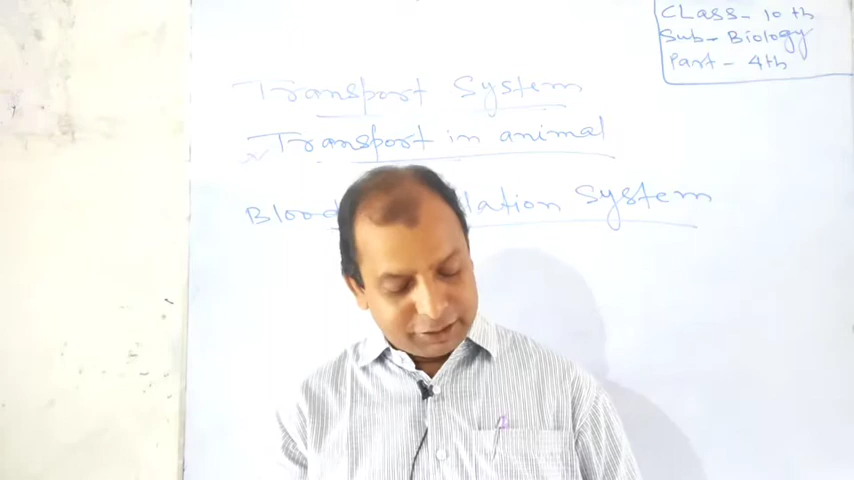 CLass- 10 th
Sub- Biology
Part - 4th
Transport System
Transport in animal
Blood lation System